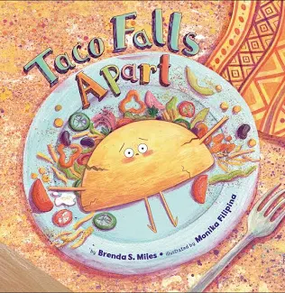 Taco Falls
Apart
by Brenda S. Miles • illustrated by Monika Filipina